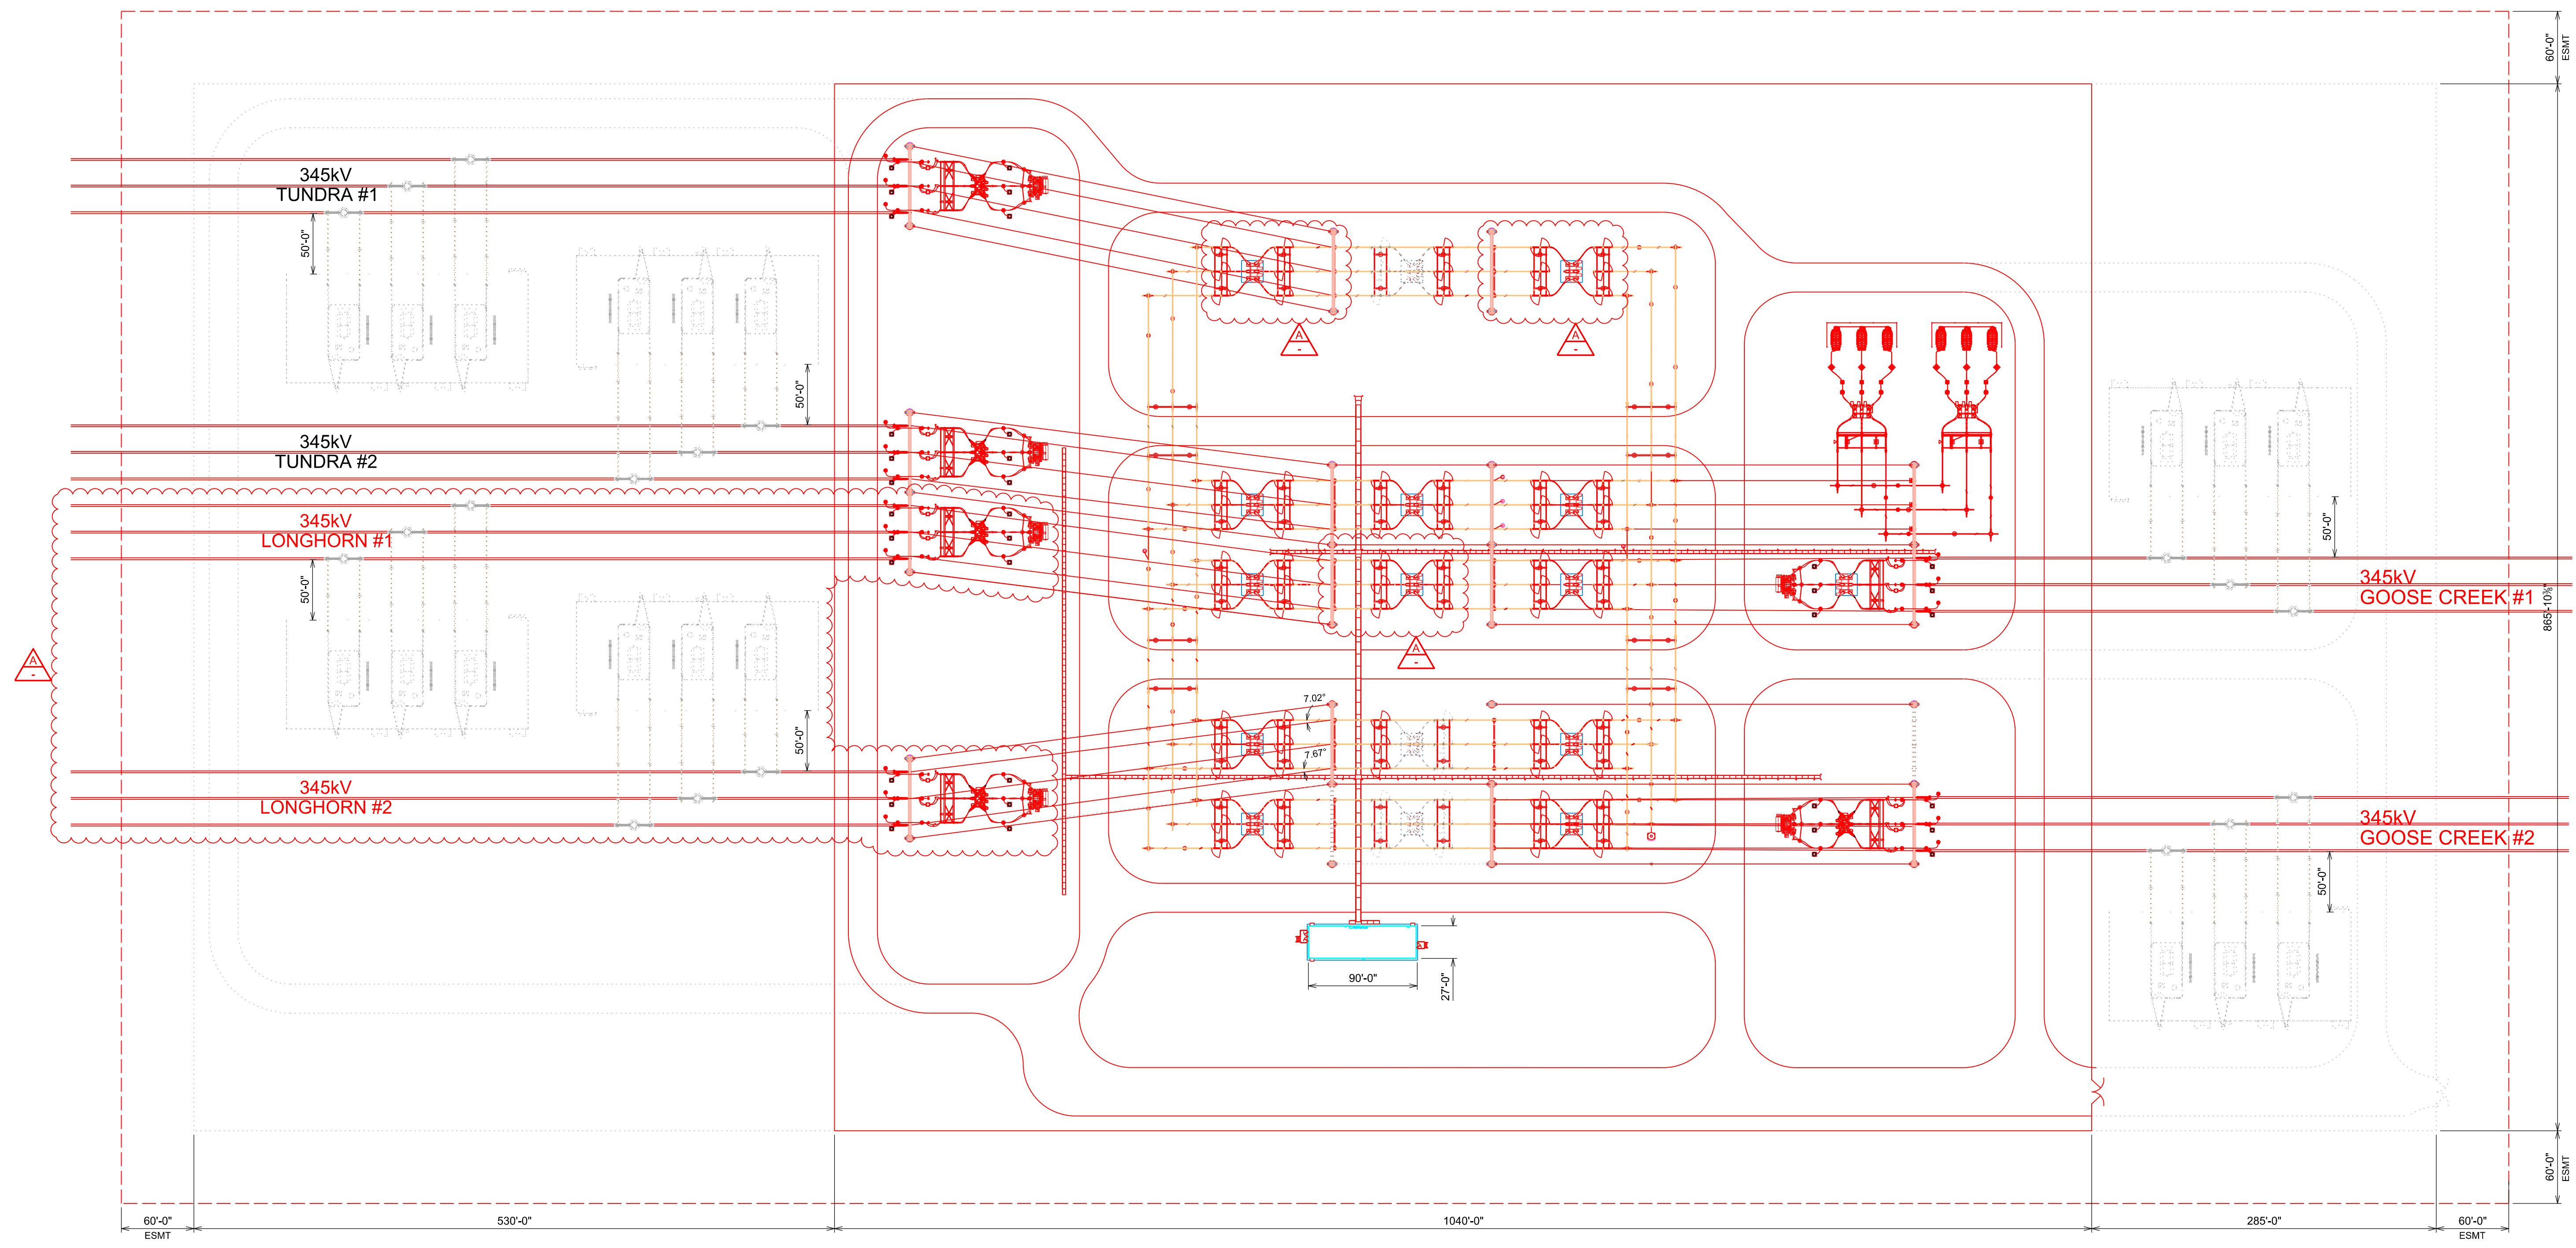 60'-0"
ESMT
345kV
TUNDRA #1
50'-0"
A
-
A
-
50'-0"
345kV
TUNDRA #2
345kV
LONGHORN #1
50'-0"
50'-0"
345kV
GOOSE CREEK #1
865'-10⅞"
A
-
A
-
7.02°
7.67°
50'-0"
345kV
LONGHORN #2
345kV
GOOSE CREEK #2
50'-0"
90'-0"
27'-0"
60'-0"
ESMT
60'-0"
ESMT
530'-0"
1040'-0"
285'-0"
60'-0"
ESMT